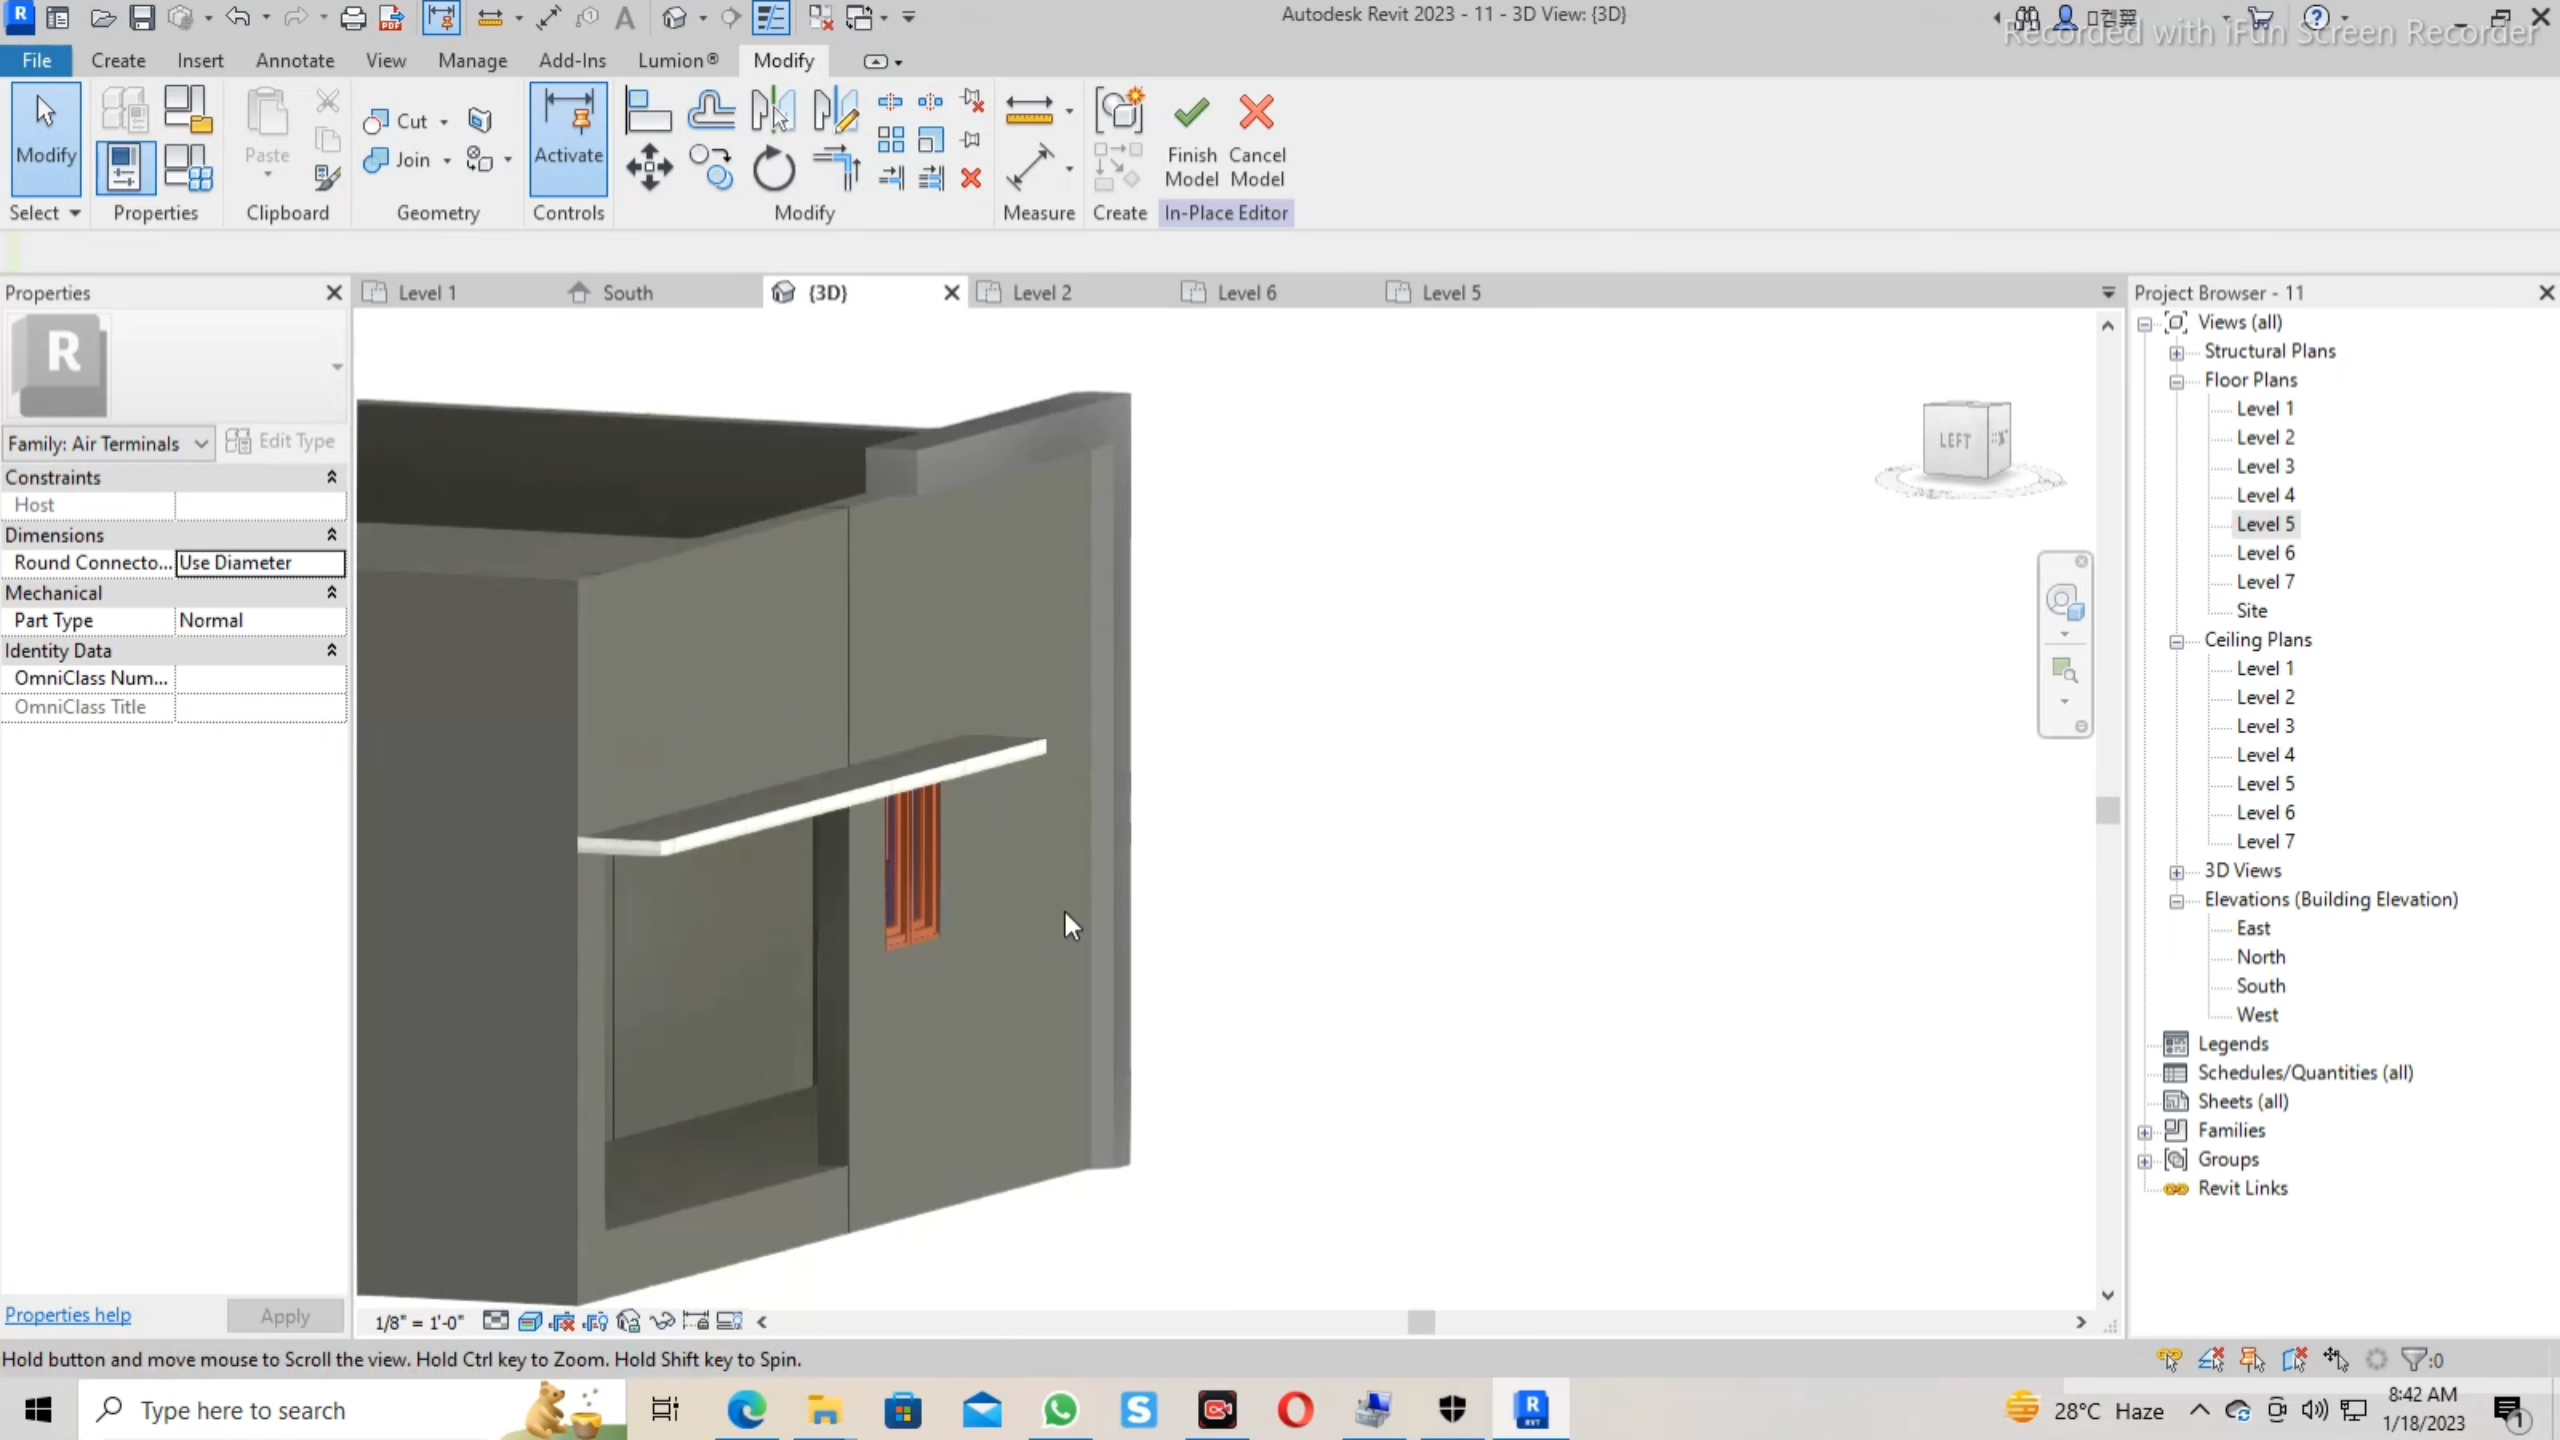 Autodesk Revit 2023 - 11 - 3D View: {3D}
Recorded with iFun Screen Recorder
File
Create
Insert
Annotate
View
Manage
Add-Ins
Lumion®
Modify
Modify
Paste
Cut
Join
Activate
Finish Model
Cancel Model
Select
Properties
Clipboard
Geometry
Controls
Modify
Measure
Create
In-Place Editor
Properties
Family: Air Terminals
Edit Type
Constraints
Host
Dimensions
Round Connecto... Use Diameter
Mechanical
Part Type Normal
Identity Data
OmniClass Num...
OmniClass Title
Properties help
Apply
Level 1
South
{3D}
Level 2
Level 6
Level 5
LEFT
1/8" = 1'-0"
Project Browser - 11
Views (all)
Structural Plans
Floor Plans
Level 1
Level 2
Level 3
Level 4
Level 5
Level 6
Level 7
Site
Ceiling Plans
Level 1
Level 2
Level 3
Level 4
Level 5
Level 6
Level 7
3D Views
Elevations (Building Elevation)
East
North
South
West
Legends
Schedules/Quantities (all)
Sheets (all)
Families
Groups
Revit Links
Hold button and move mouse to Scroll the view. Hold Ctrl key to Zoom. Hold Shift key to Spin.
:0
Type here to search
28°C Haze
8:42 AM
1/18/2023
1